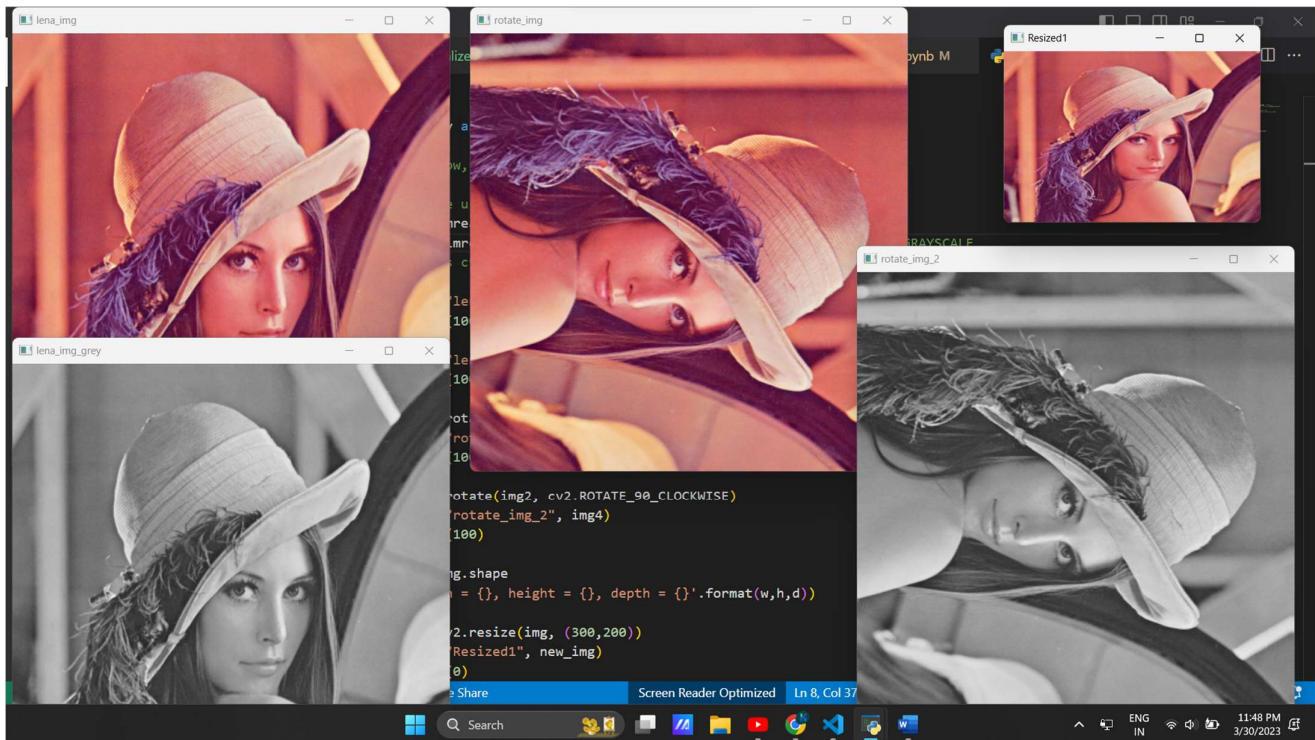 lena_img
rotate_img
Resized1
ynb M
GRAYSCALE
rotate_img_2
lena_img_grey
rotate(img2, cv2.ROTATE_90_CLOCKWISE)
"rotate_img_2", img4)
(100)
ng.shape
= {}, height = {}, depth = {}'.format(w,h,d))
v2.resize(img, (300,200))
"Resized1", new_img)
(0)
e Share
Screen Reader Optimized
Ln 8, Col 37
Search
ENG
IN
11:48 PM
3/30/2023